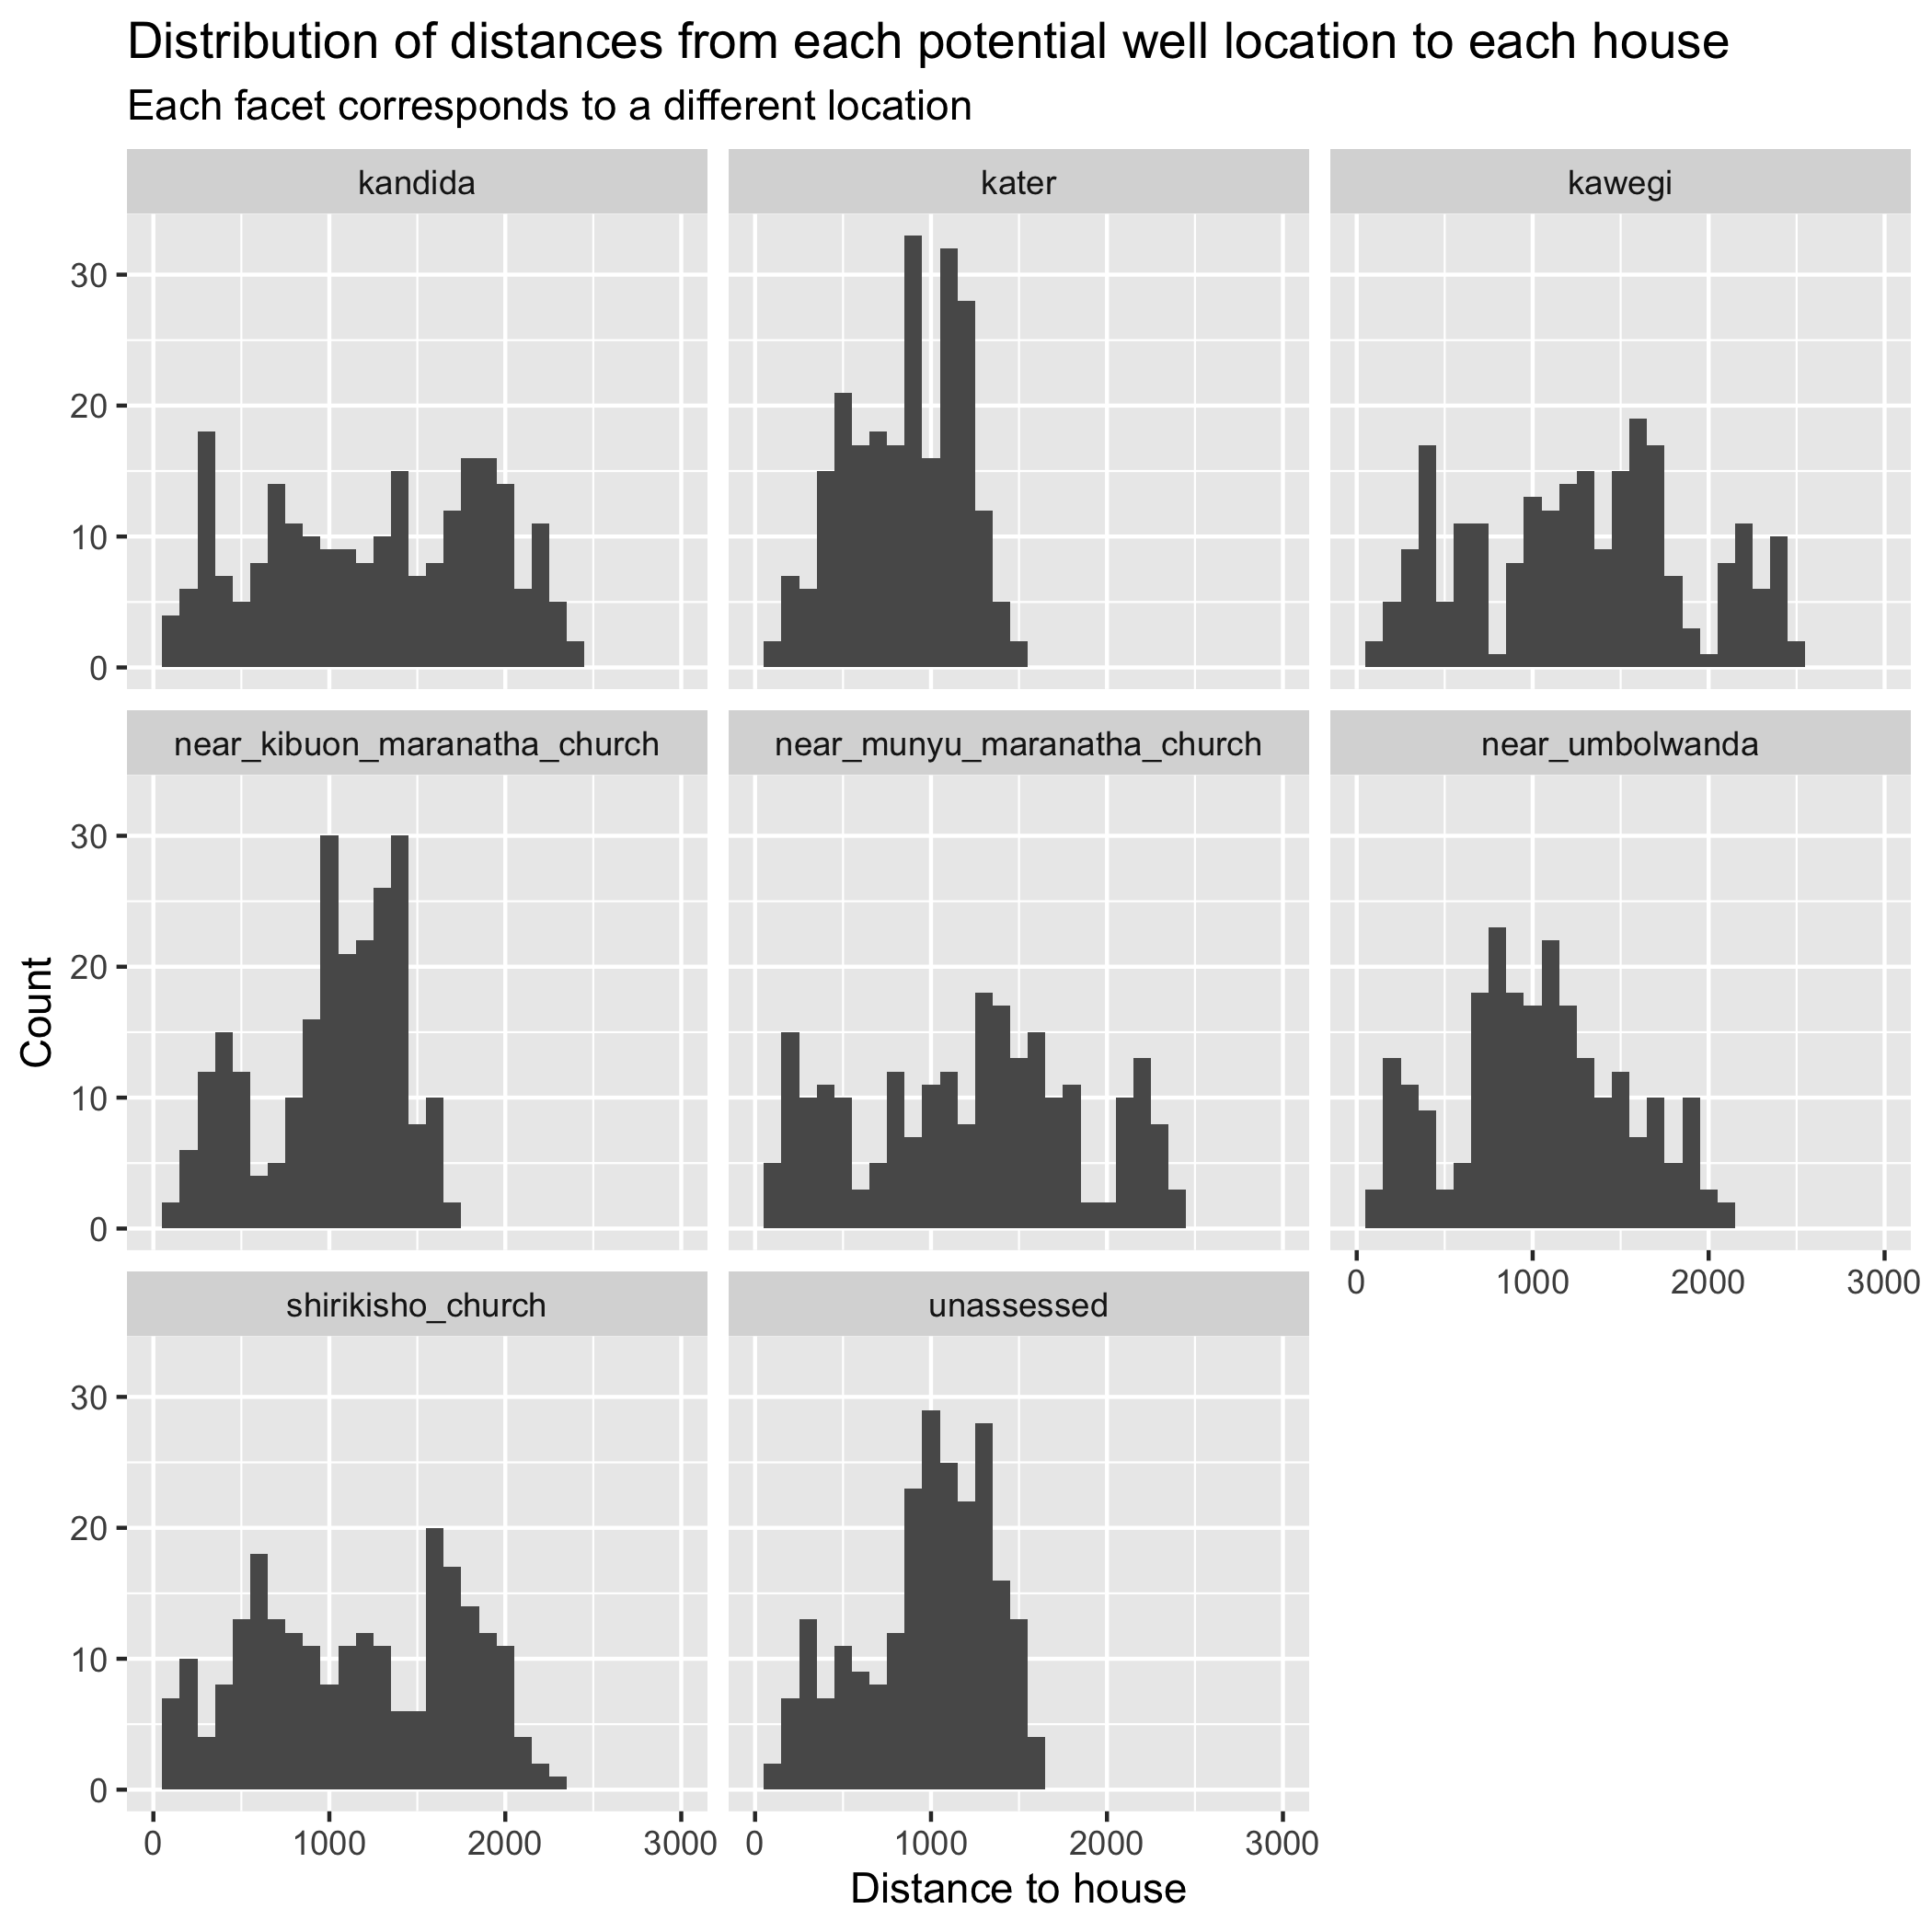 Distribution of distances from each potential well location to each house
Each facet corresponds to a different location
kandida
kater
kawegi
30
20
10
0
near_kibuon_maranatha_church
near_munyu_maranatha_church
near_umbolwanda
30
20
10
0
0 1000 2000 3000
shirikisho_church
unassessed
30
20
10
0
0 1000 2000 3000
0 1000 2000 3000
Count
Distance to house